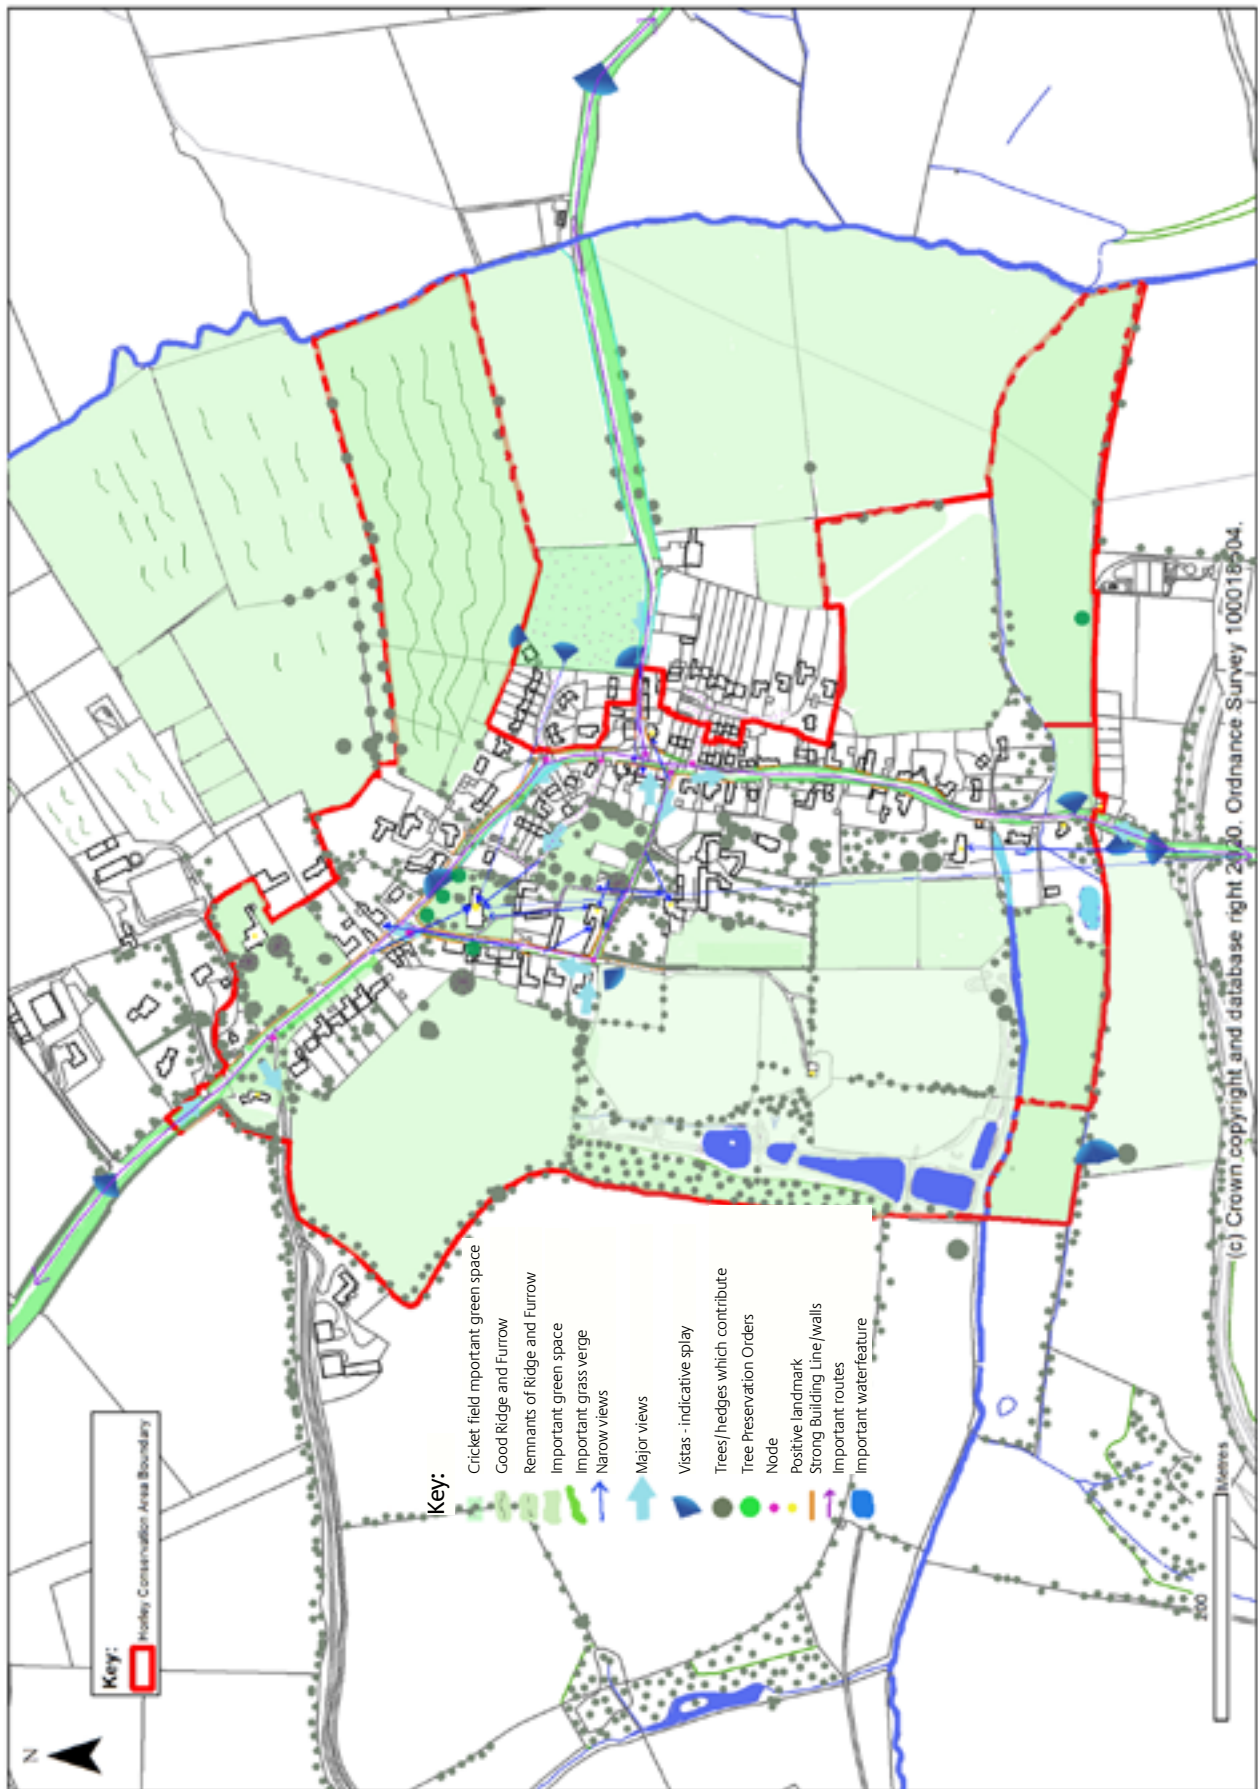 N
Key:
Horley Conservation Area Boundary
Key:
Cricket field mportant green space
Good Ridge and Furrow
Remnants of Ridge and Furrow
Important green space
Important grass verge
Narrow views
Major views
Vistas - indicative splay
Trees/hedges which contribute
Tree Preservation Orders
Node
Positive landmark
Strong Building Line/walls
Important routes
Important waterfeature
200
Metres
(c) Crown copyright and database right 2020. Ordnance Survey 100018504.